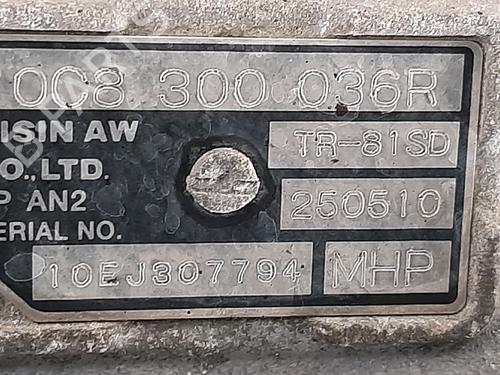 0C8 300 036R
ISIN AW
O.,LTD.
P AN2
ERIAL NO.
TR-81SD
250510
10EJ307794
MHP